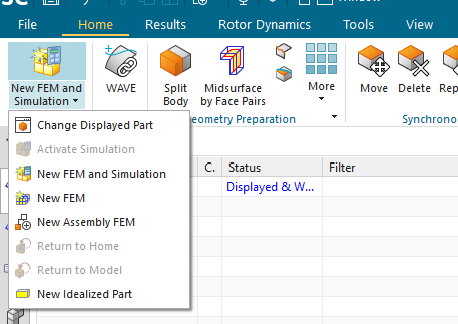 File Home Results Rotor Dynamics Tools View
New FEM and Simulation
WAVE
Split Body
Midsurface by Face Pairs
More
Move
Delete
eometry Preparation
Synchrono
Change Displayed Part
Activate Simulation
New FEM and Simulation
New FEM
New Assembly FEM
Return to Home
Return to Model
New Idealized Part
C. Status Filter
Displayed & W...